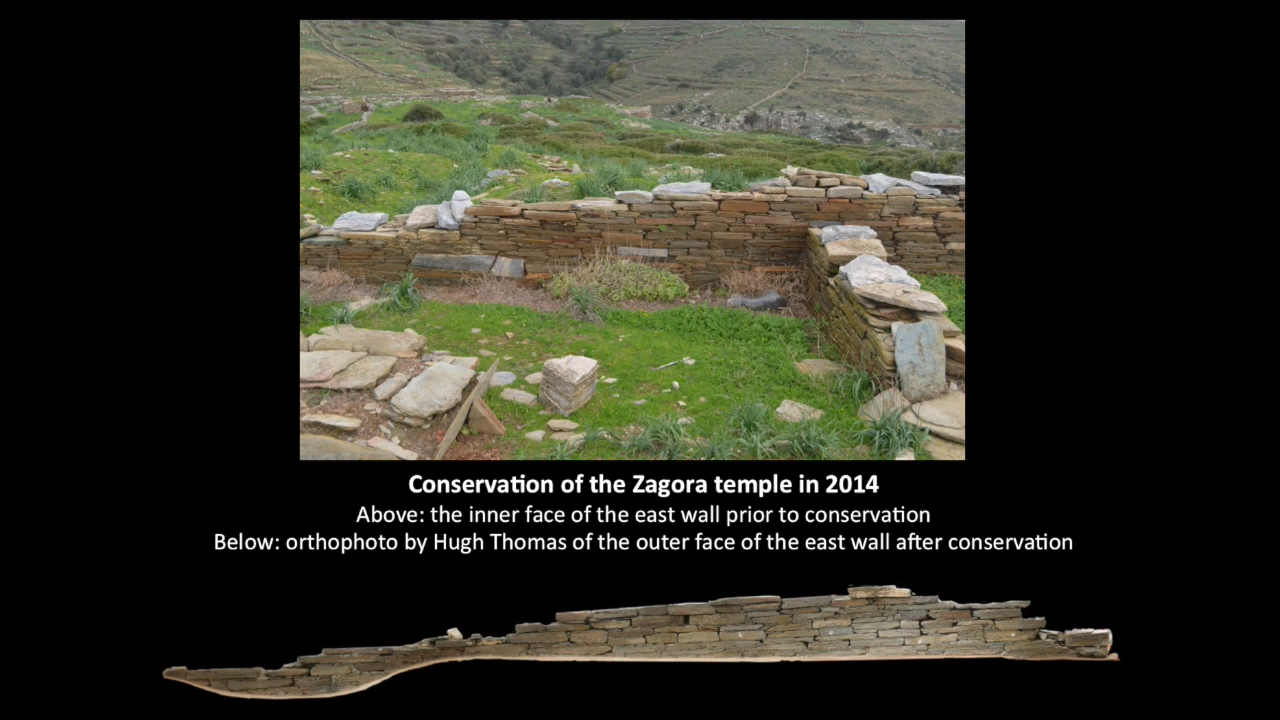 Conservation of the Zagora temple in 2014
Above: the inner face of the east wall prior to conservation
Below: orthophoto by Hugh Thomas of the outer face of the east wall after conservation